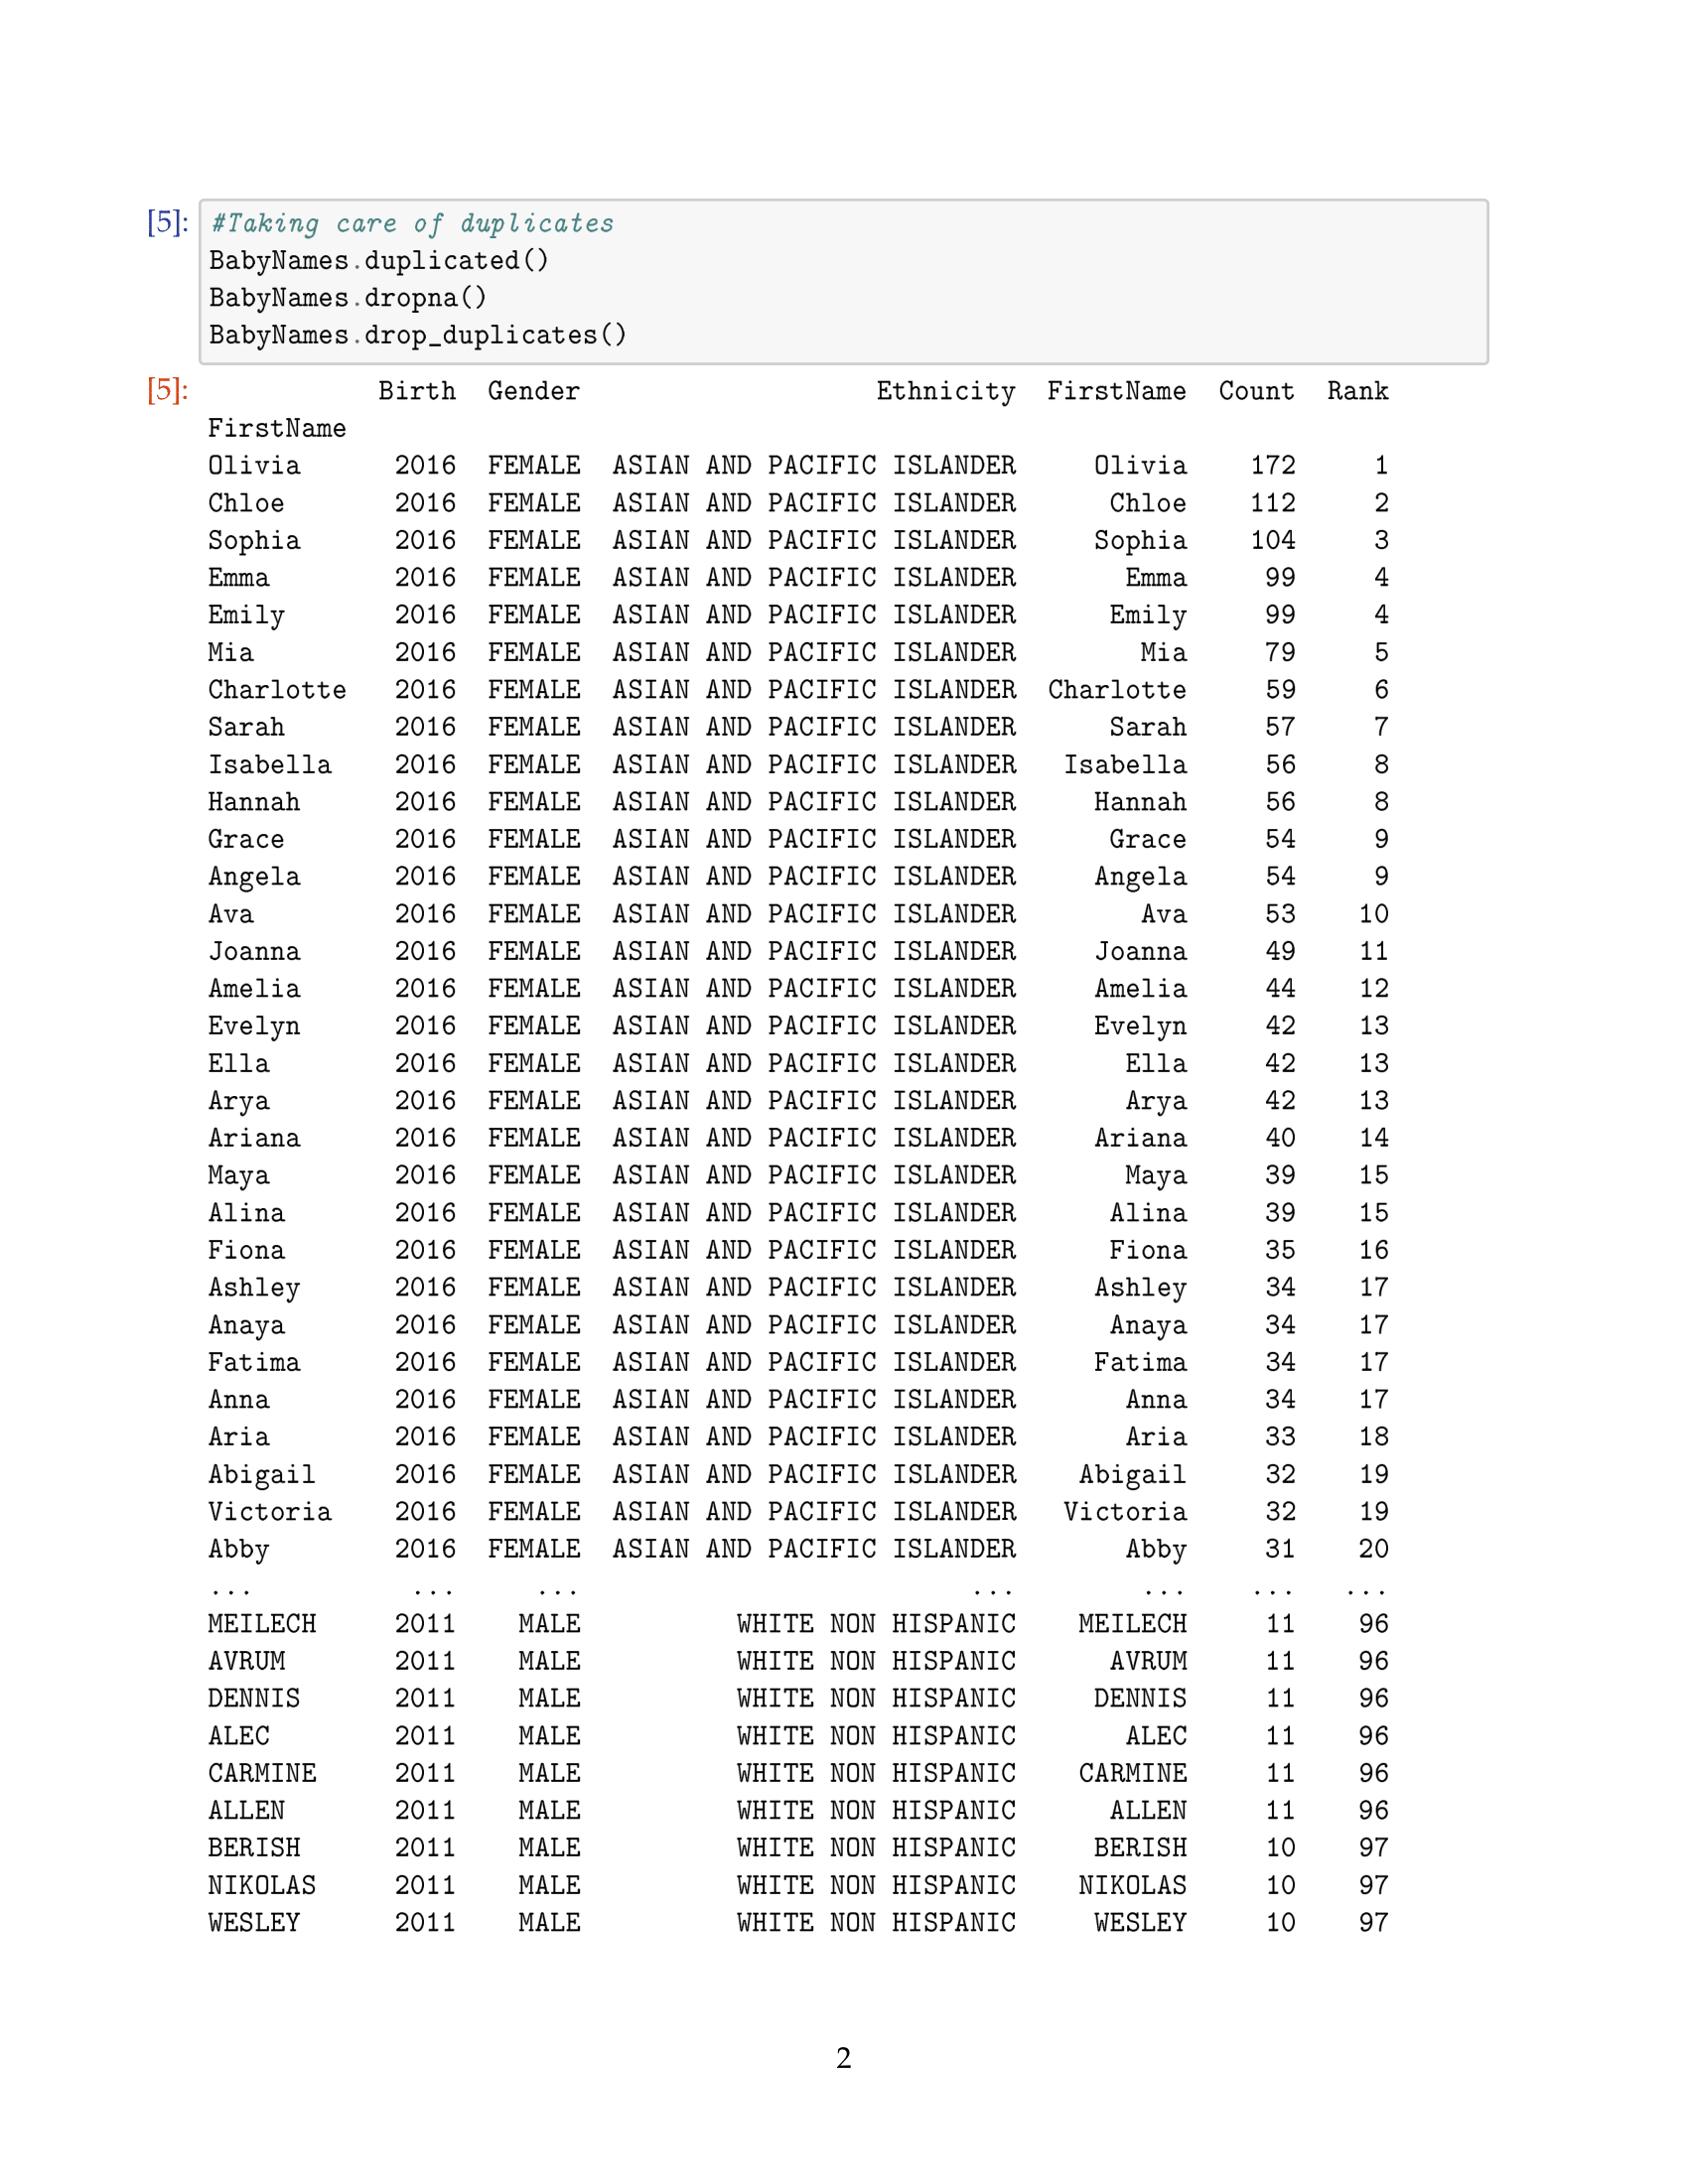 [5]: #Taking care of duplicates
BabyNames.duplicated()
BabyNames.dropna()
BabyNames.drop_duplicates()
[5]: Birth Gender Ethnicity FirstName Count Rank
FirstName
Olivia 2016 FEMALE ASIAN AND PACIFIC ISLANDER Olivia 172 1
Chloe 2016 FEMALE ASIAN AND PACIFIC ISLANDER Chloe 112 2
Sophia 2016 FEMALE ASIAN AND PACIFIC ISLANDER Sophia 104 3
Emma 2016 FEMALE ASIAN AND PACIFIC ISLANDER Emma 99 4
Emily 2016 FEMALE ASIAN AND PACIFIC ISLANDER Emily 99 4
Mia 2016 FEMALE ASIAN AND PACIFIC ISLANDER Mia 79 5
Charlotte 2016 FEMALE ASIAN AND PACIFIC ISLANDER Charlotte 59 6
Sarah 2016 FEMALE ASIAN AND PACIFIC ISLANDER Sarah 57 7
Isabella 2016 FEMALE ASIAN AND PACIFIC ISLANDER Isabella 56 8
Hannah 2016 FEMALE ASIAN AND PACIFIC ISLANDER Hannah 56 8
Grace 2016 FEMALE ASIAN AND PACIFIC ISLANDER Grace 54 9
Angela 2016 FEMALE ASIAN AND PACIFIC ISLANDER Angela 54 9
Ava 2016 FEMALE ASIAN AND PACIFIC ISLANDER Ava 53 10
Joanna 2016 FEMALE ASIAN AND PACIFIC ISLANDER Joanna 49 11
Amelia 2016 FEMALE ASIAN AND PACIFIC ISLANDER Amelia 44 12
Evelyn 2016 FEMALE ASIAN AND PACIFIC ISLANDER Evelyn 42 13
Ella 2016 FEMALE ASIAN AND PACIFIC ISLANDER Ella 42 13
Arya 2016 FEMALE ASIAN AND PACIFIC ISLANDER Arya 42 13
Ariana 2016 FEMALE ASIAN AND PACIFIC ISLANDER Ariana 40 14
Maya 2016 FEMALE ASIAN AND PACIFIC ISLANDER Maya 39 15
Alina 2016 FEMALE ASIAN AND PACIFIC ISLANDER Alina 39 15
Fiona 2016 FEMALE ASIAN AND PACIFIC ISLANDER Fiona 35 16
Ashley 2016 FEMALE ASIAN AND PACIFIC ISLANDER Ashley 34 17
Anaya 2016 FEMALE ASIAN AND PACIFIC ISLANDER Anaya 34 17
Fatima 2016 FEMALE ASIAN AND PACIFIC ISLANDER Fatima 34 17
Anna 2016 FEMALE ASIAN AND PACIFIC ISLANDER Anna 34 17
Aria 2016 FEMALE ASIAN AND PACIFIC ISLANDER Aria 33 18
Abigail 2016 FEMALE ASIAN AND PACIFIC ISLANDER Abigail 32 19
Victoria 2016 FEMALE ASIAN AND PACIFIC ISLANDER Victoria 32 19
Abby 2016 FEMALE ASIAN AND PACIFIC ISLANDER Abby 31 20
... ... ... ... ... ... ...
MEILECH 2011 MALE WHITE NON HISPANIC MEILECH 11 96
AVRUM 2011 MALE WHITE NON HISPANIC AVRUM 11 96
DENNIS 2011 MALE WHITE NON HISPANIC DENNIS 11 96
ALEC 2011 MALE WHITE NON HISPANIC ALEC 11 96
CARMINE 2011 MALE WHITE NON HISPANIC CARMINE 11 96
ALLEN 2011 MALE WHITE NON HISPANIC ALLEN 11 96
BERISH 2011 MALE WHITE NON HISPANIC BERISH 10 97
NIKOLAS 2011 MALE WHITE NON HISPANIC NIKOLAS 10 97
WESLEY 2011 MALE WHITE NON HISPANIC WESLEY 10 97
2